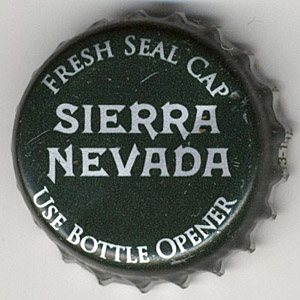 FRESH SEAL CAP
SIERRA
NEVADA
USE BOTTLE OPENER